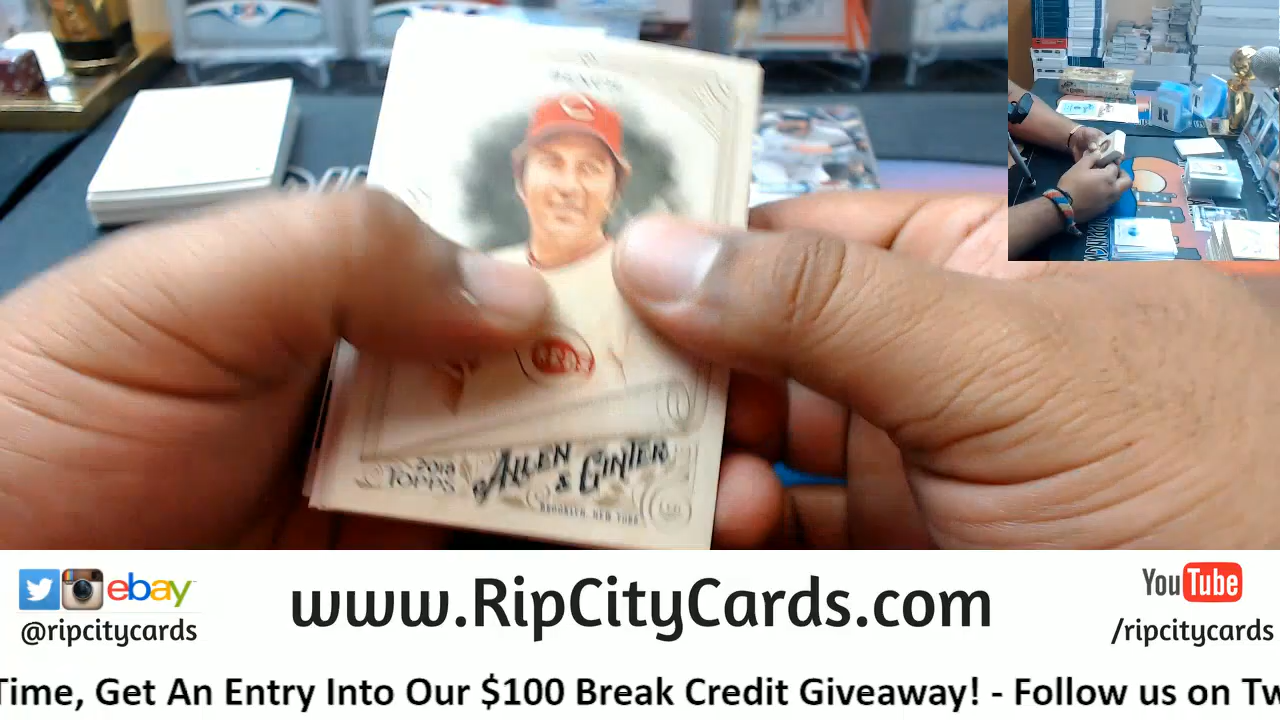 2018
TOPPS
ALLEN
& GINTER
BROOKLYN, NEW YORK
ebay
@ripcitycards
www.RipCityCards.com
YouTube
/ripcitycards
Time, Get An Entry Into Our $100 Break Credit Giveaway! - Follow us on Tw